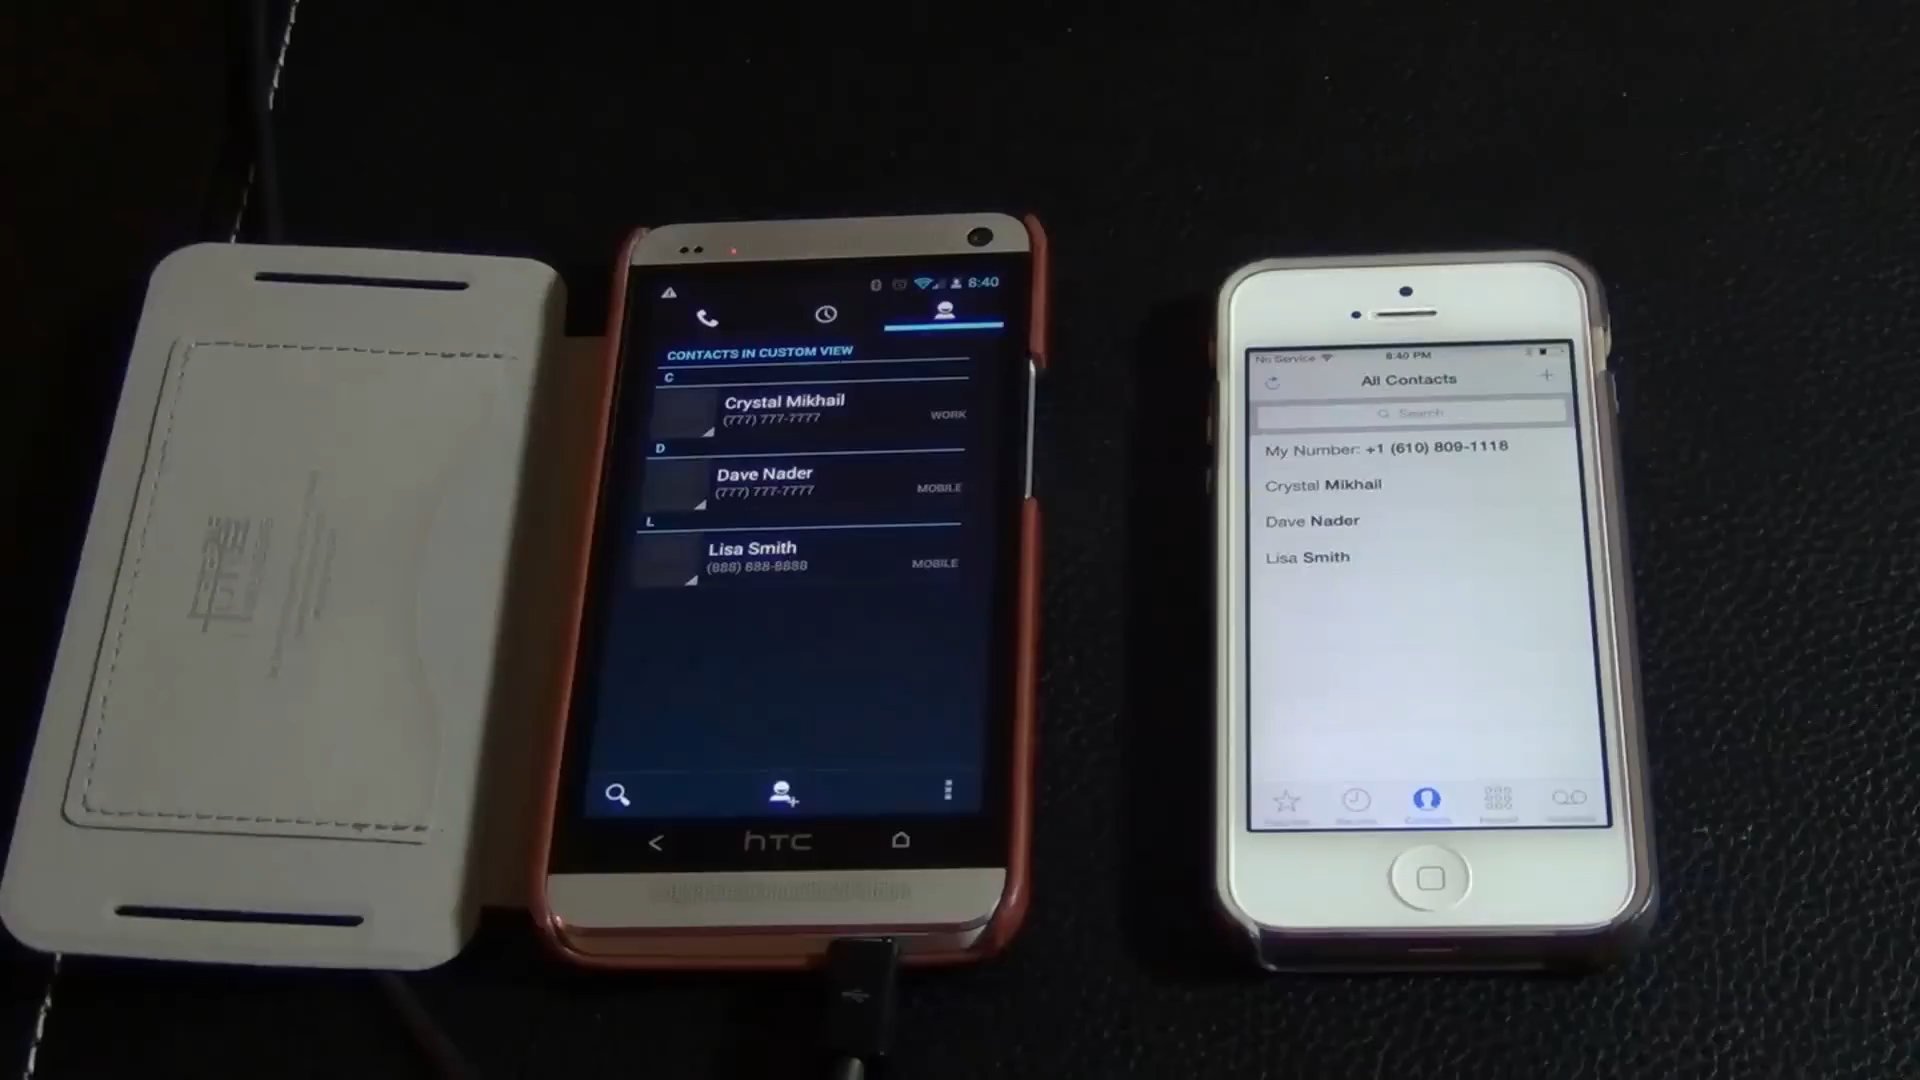 8:40
CONTACTS IN CUSTOM VIEW
C
Crystal Mikhail
(777) 777-7777
WORK
D
Dave Nader
(777) 777-7777
MOBILE
L
Lisa Smith
(888) 888-8888
MOBILE
hTC
No Service
8:40 PM
All Contacts
Search
My Number: +1 (610) 809-1118
Crystal Mikhail
Dave Nader
Lisa Smith
Contacts